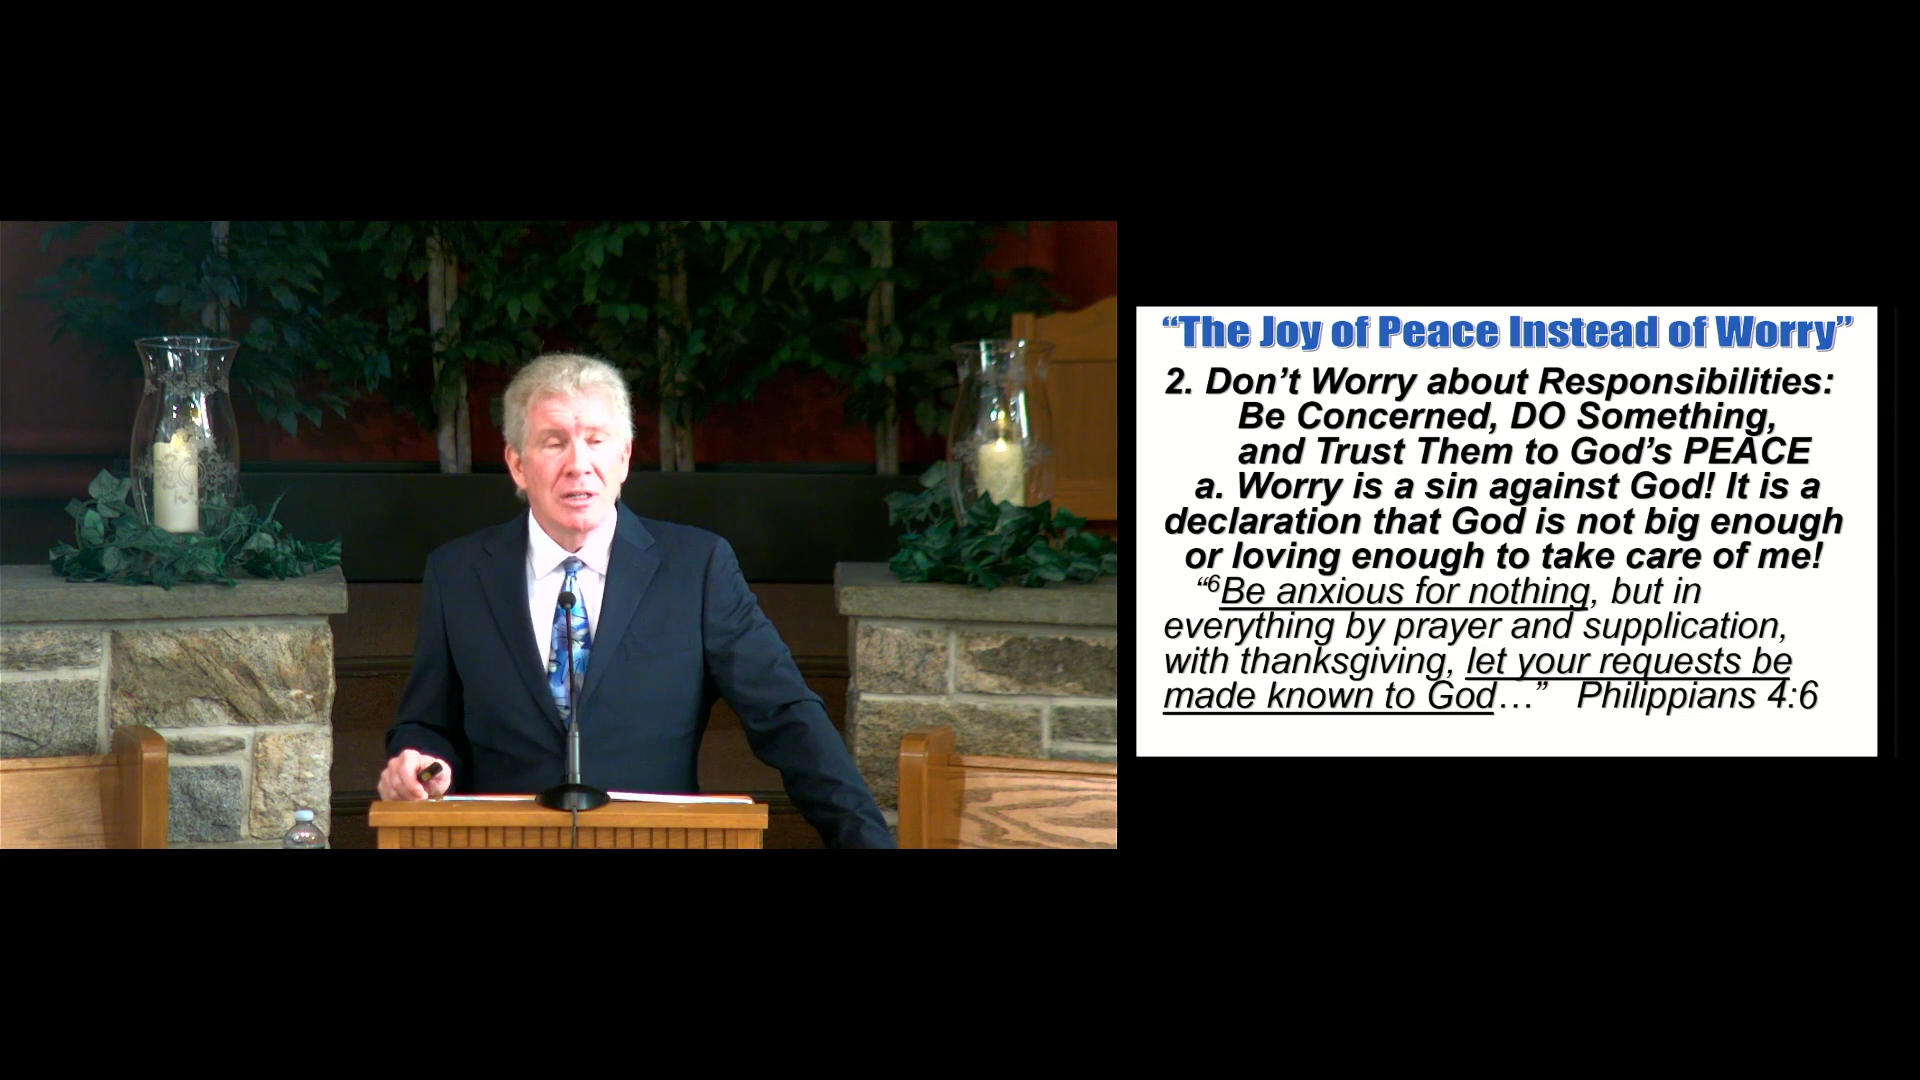 “The Joy of Peace Instead of Worry”
2. Don’t Worry about Responsibilities:
Be Concerned, DO Something,
and Trust Them to God’s PEACE
a. Worry is a sin against God! It is a
declaration that God is not big enough
or loving enough to take care of me!
“⁶Be anxious for nothing, but in
everything by prayer and supplication,
with thanksgiving, let your requests be
made known to God…” Philippians 4:6